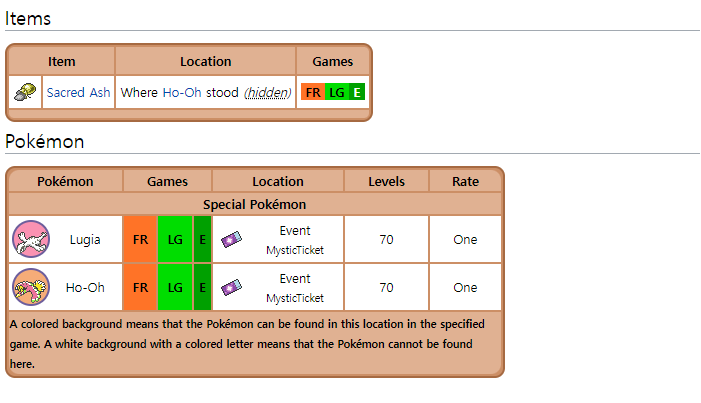 Items
Item Location Games
Sacred Ash Where Ho-Oh stood (hidden) FR LG E
Pokémon
Pokémon Games Location Levels Rate
Special Pokémon
Lugia FR LG E Event MysticTicket 70 One
Ho-Oh FR LG E Event MysticTicket 70 One
A colored background means that the Pokémon can be found in this location in the specified
game. A white background with a colored letter means that the Pokémon cannot be found
here.